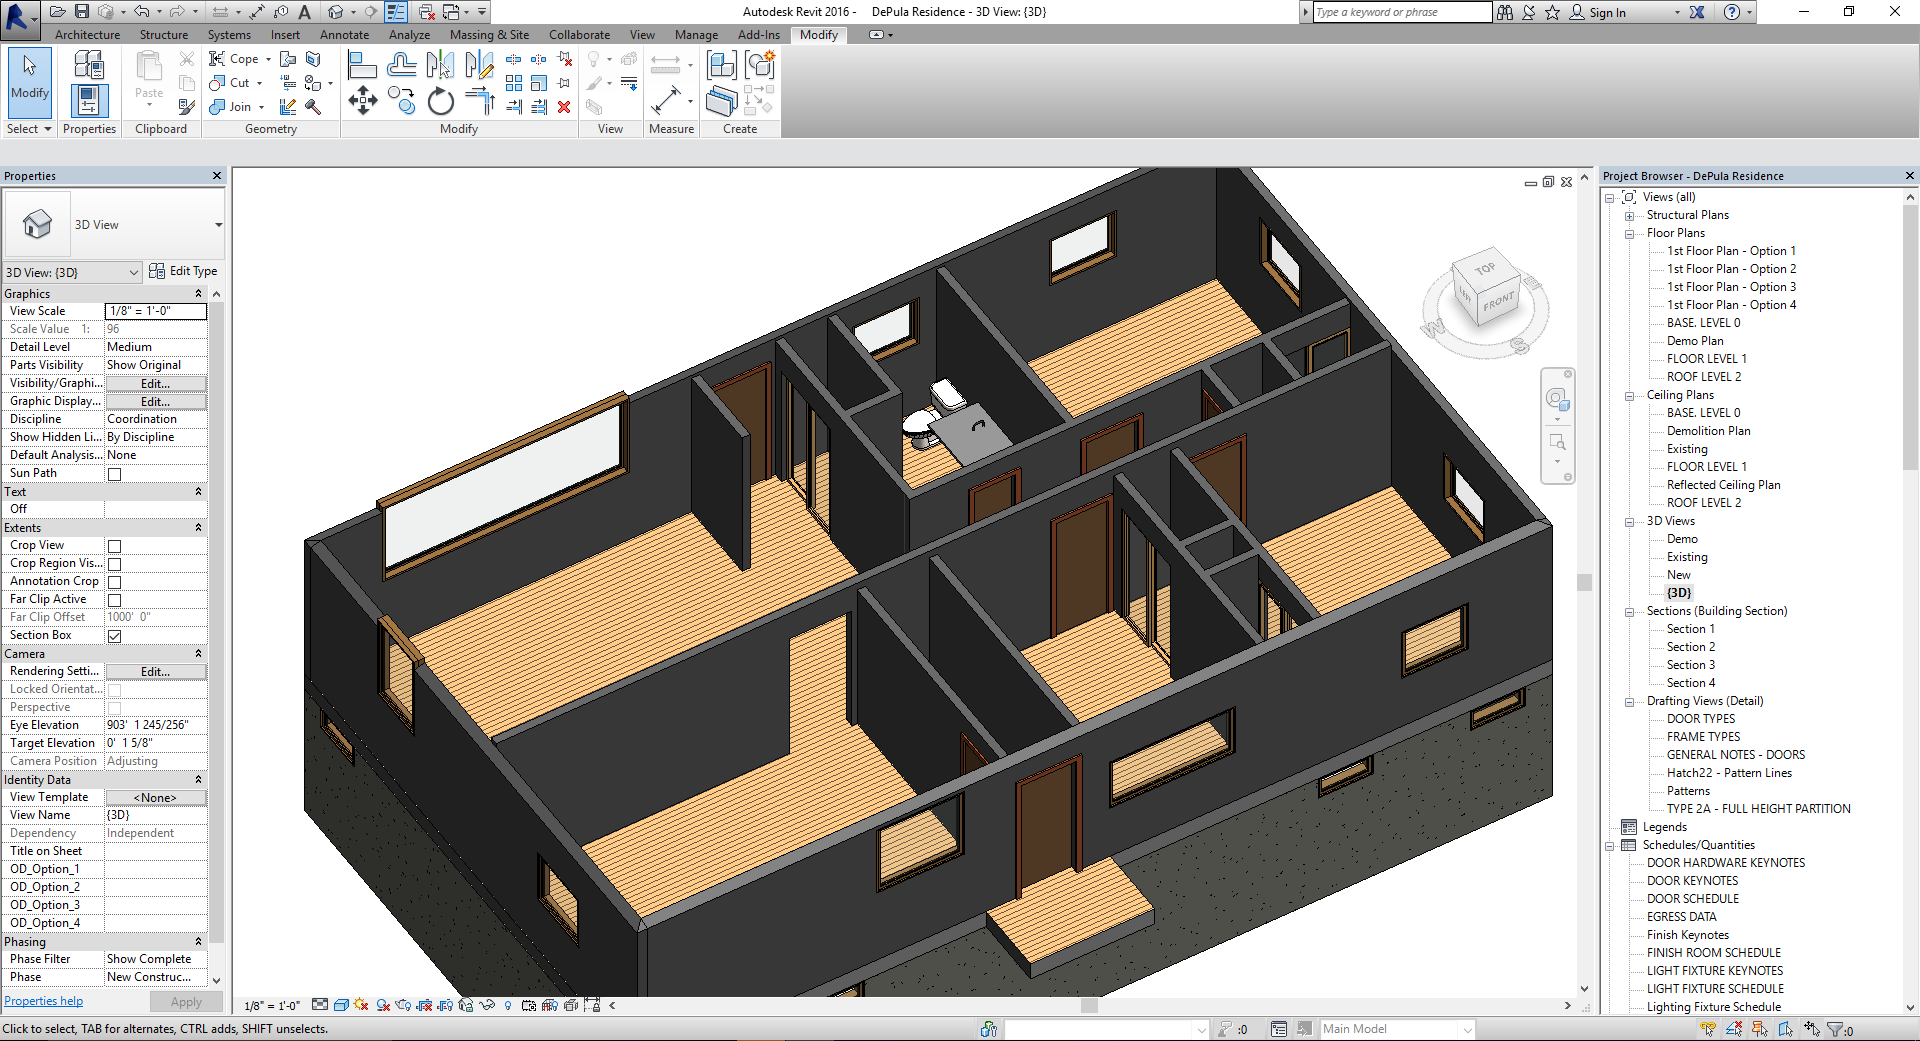 Autodesk Revit 2016 - DePula Residence - 3D View: {3D}
Type a keyword or phrase
Sign In
Architecture
Structure
Systems
Insert
Annotate
Analyze
Massing & Site
Collaborate
View
Manage
Add-Ins
Modify
Modify
Paste
Cope
Cut
Join
Select
Properties
Clipboard
Geometry
Modify
View
Measure
Create
Properties
3D View
3D View: {3D}
Edit Type
Graphics
View Scale 1/8" = 1'-0"
Scale Value 1: 96
Detail Level Medium
Parts Visibility Show Original
Visibility/Graphi... Edit...
Graphic Display... Edit...
Discipline Coordination
Show Hidden Li... By Discipline
Default Analysis... None
Sun Path
Text
Off
Extents
Crop View
Crop Region Vis...
Annotation Crop
Far Clip Active
Far Clip Offset 1000' 0"
Section Box
Camera
Rendering Setti... Edit...
Locked Orientat...
Perspective
Eye Elevation 903' 1 245/256"
Target Elevation 0' 1 5/8"
Camera Position Adjusting
Identity Data
View Template <None>
View Name {3D}
Dependency Independent
Title on Sheet
OD_Option_1
OD_Option_2
OD_Option_3
OD_Option_4
Phasing
Phase Filter Show Complete
Phase New Construc...
Properties help
Apply
TOP
LEFT
FRONT
W
S
1/8" = 1'-0"
Project Browser - DePula Residence
Views (all)
Structural Plans
Floor Plans
1st Floor Plan - Option 1
1st Floor Plan - Option 2
1st Floor Plan - Option 3
1st Floor Plan - Option 4
BASE. LEVEL 0
Demo Plan
FLOOR LEVEL 1
ROOF LEVEL 2
Ceiling Plans
BASE. LEVEL 0
Demolition Plan
Existing
FLOOR LEVEL 1
Reflected Ceiling Plan
ROOF LEVEL 2
3D Views
Demo
Existing
New
{3D}
Sections (Building Section)
Section 1
Section 2
Section 3
Section 4
Drafting Views (Detail)
DOOR TYPES
FRAME TYPES
GENERAL NOTES - DOORS
Hatch22 - Pattern Lines
Patterns
TYPE 2A - FULL HEIGHT PARTITION
Legends
Schedules/Quantities
DOOR HARDWARE KEYNOTES
DOOR KEYNOTES
DOOR SCHEDULE
EGRESS DATA
Finish Keynotes
FINISH ROOM SCHEDULE
LIGHT FIXTURE KEYNOTES
LIGHT FIXTURE SCHEDULE
Lighting Fixture Schedule
Click to select, TAB for alternates, CTRL adds, SHIFT unselects.
:0
Main Model
:0